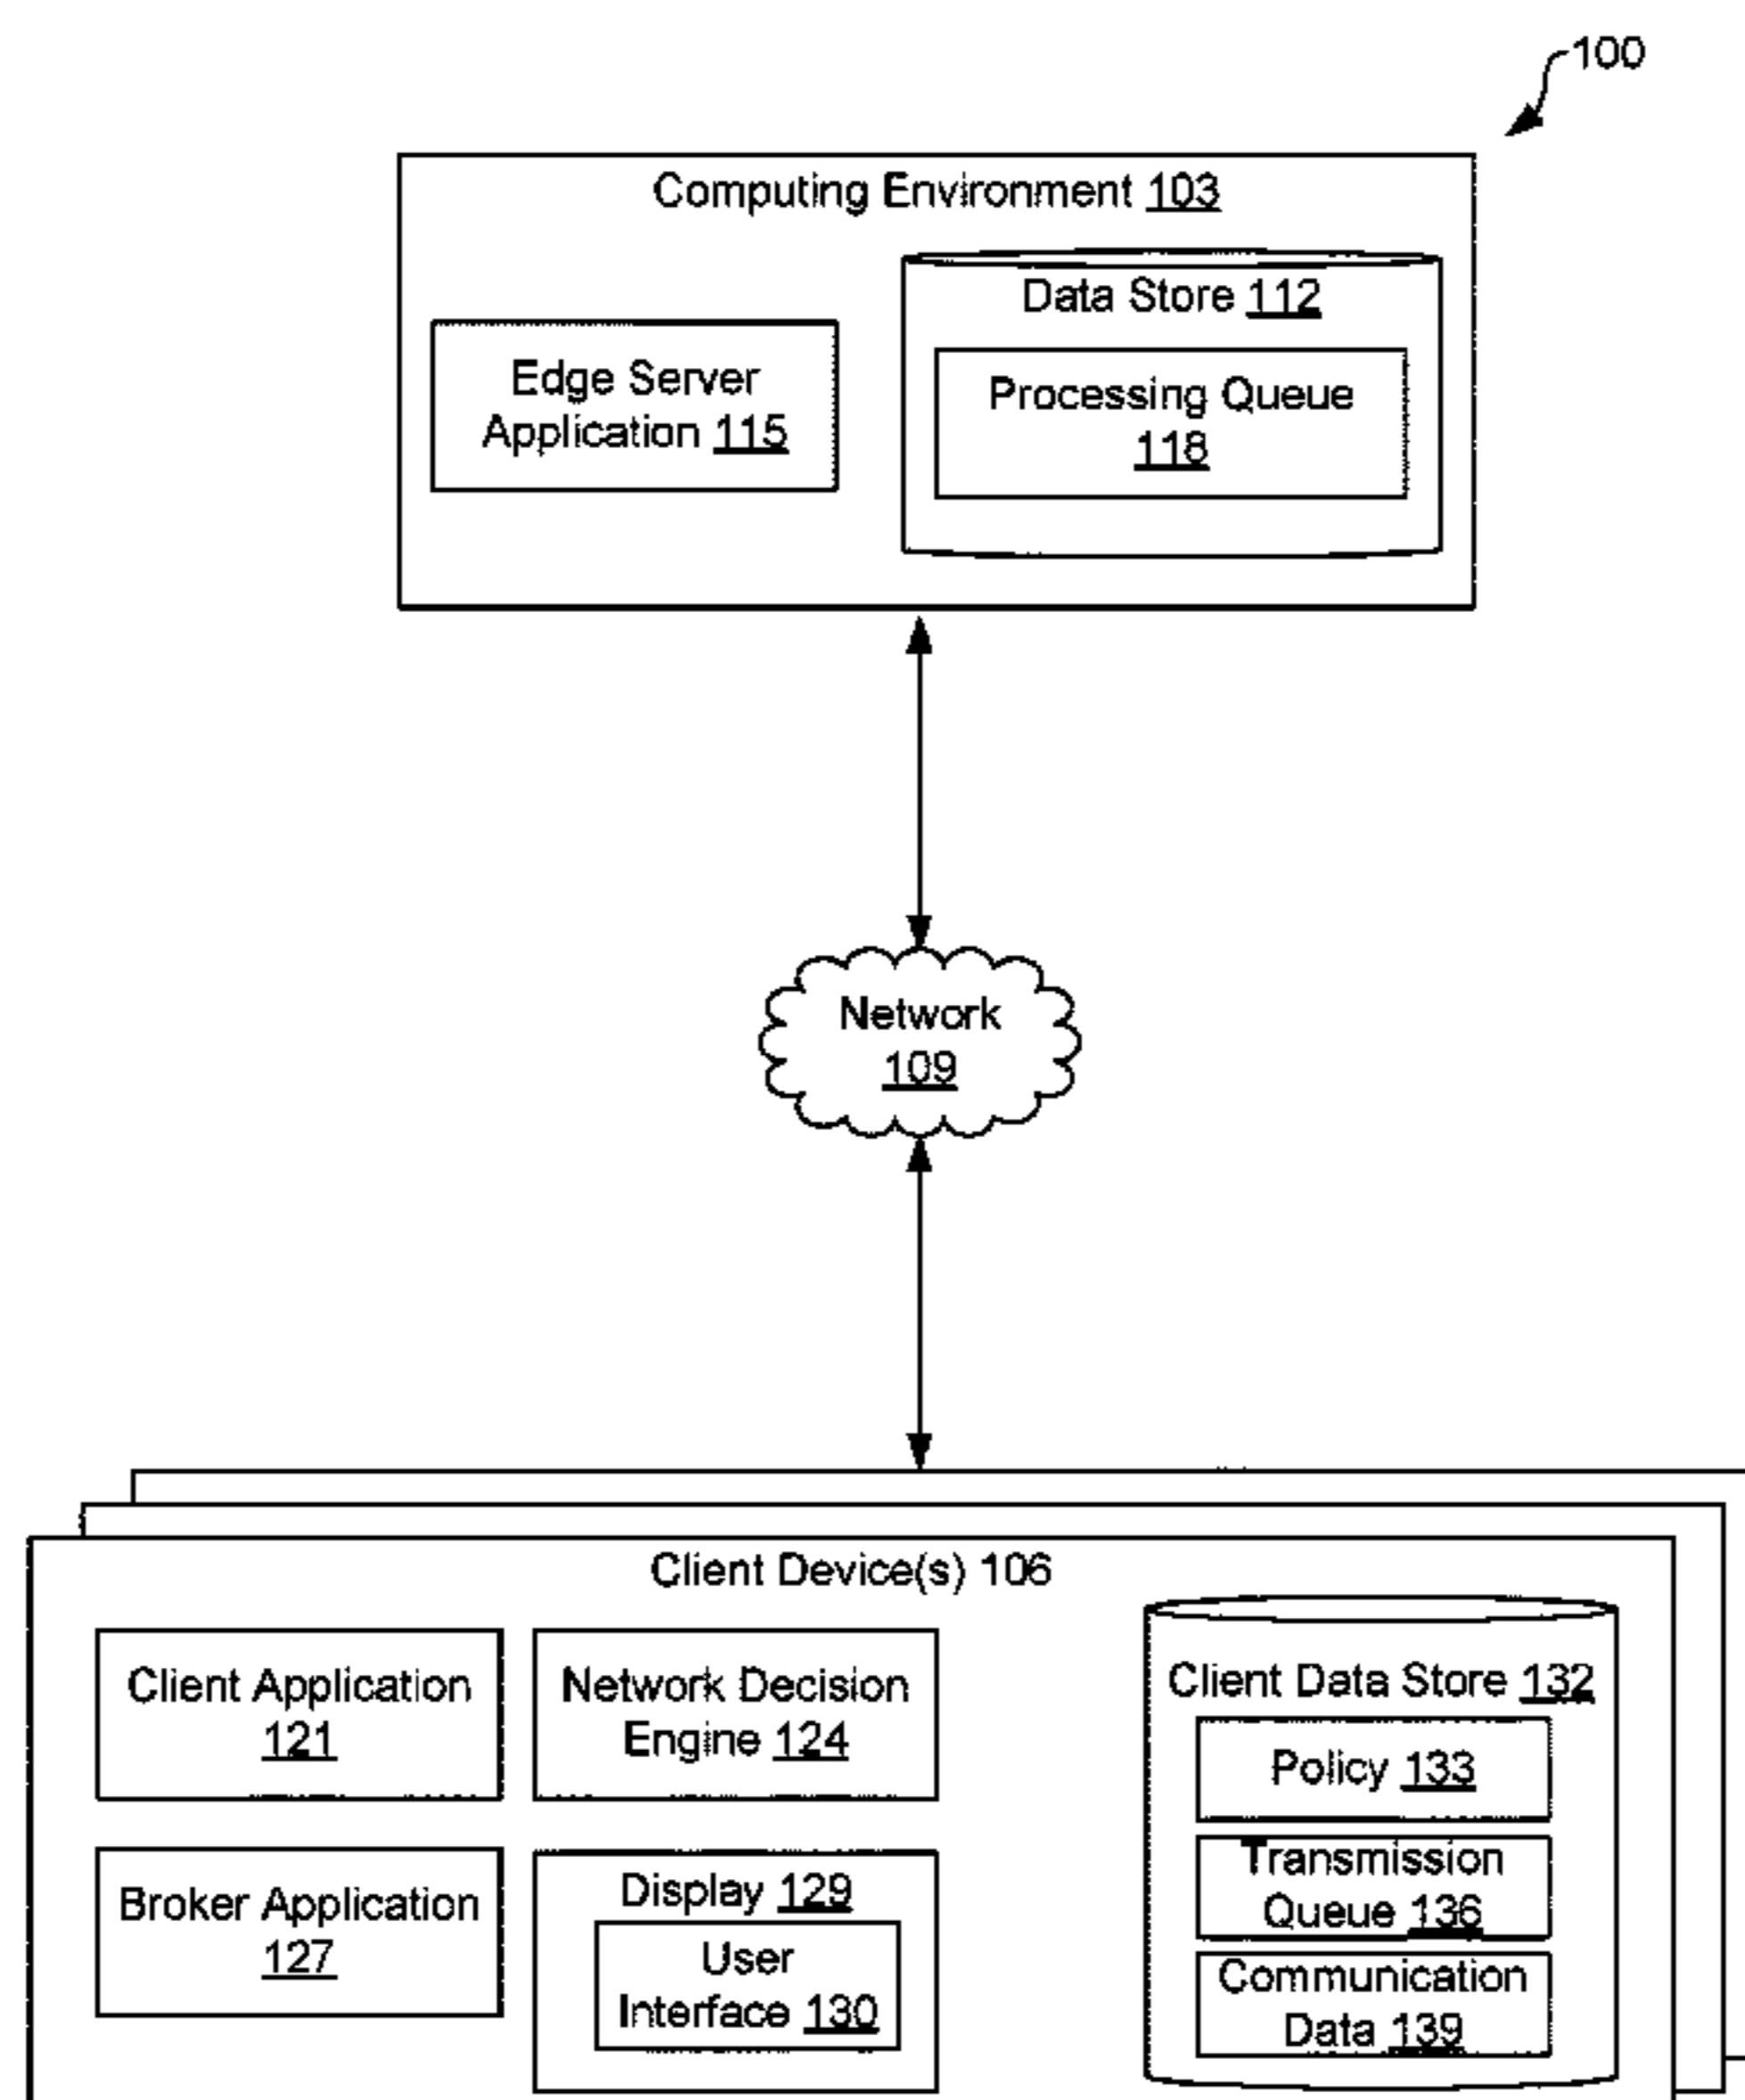 100
Computing Environment 103
Data Store 112
Edge Server
Application 115
Processing Queue
118
Network
109
Client Device(s) 106
Client Application
121
Network Decision
Engine 124
Client Data Store 132
Policy 133
Transmission
Queue 136
Communication
Data 139
Broker Application
127
Display 129
User
Interface 130